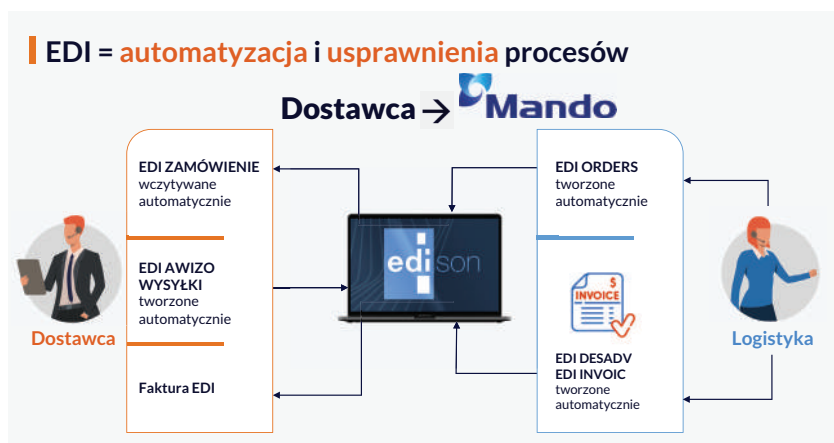 EDI = automatyzacja i usprawnienia procesów
Dostawca → Mando
EDI ZAMÓWIENIE
wczytywane
automatycznie
EDI AWIZO
WYSYŁKI
tworzone
automatycznie
Faktura EDI
Dostawca
edison
EDI ORDERS
tworzone
automatycznie
$
INVOICE
EDI DESADV
EDI INVOIC
tworzone
automatycznie
Logistyka